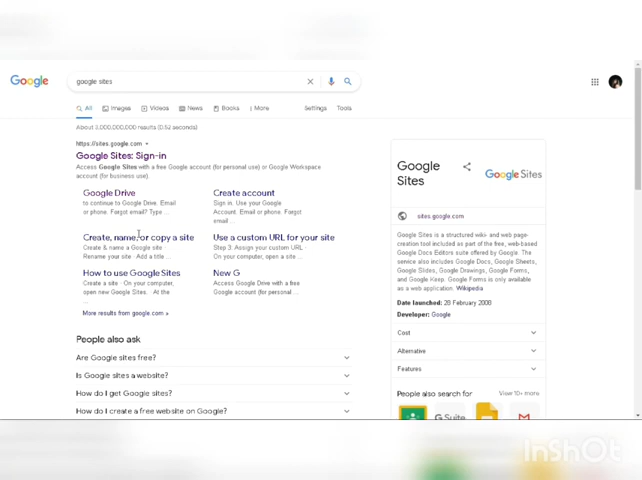 Google
google sites
All
Images
Videos
News
Books
More
Settings
Tools
About 3,000,000,000 results (0.52 seconds)
https://sites.google.com
Google Sites: Sign-in
Access Google Sites with a free Google account (for personal use) or Google Workspace
account (for business use).
Google Drive
to continue to Google Drive. Email
or phone. Forgot email? Type ...
Create account
Sign in. Use your Google
Account. Email or phone. Forgot
email ...
Create, name, or copy a site
Create & name a Google site ·
Rename your site · Add a title ...
Use a custom URL for your site
Step 3: Assign your custom URL ·
On your computer, open a site ...
How to use Google Sites
Create a site · On your computer,
open new Google Sites. · At the
...
New G
Access Google Drive with a free
Google account (for personal ...
More results from google.com »
People also ask
Are Google sites free?
Is Google sites a website?
How do I get Google sites?
How do I create a free website on Google?
Google
Sites
Google Sites
sites.google.com
Google Sites is a structured wiki- and web page-
creation tool included as part of the free, web-based
Google Docs Editors suite offered by Google. The
service also includes Google Docs, Google Sheets,
Google Slides, Google Drawings, Google Forms,
and Google Keep. Google Forms is only available
as a web application. Wikipedia
Date launched: 28 February 2008
Developer: Google
Cost
Alternative
Features
People also search for
View 10+ more
G Suite
InShOt